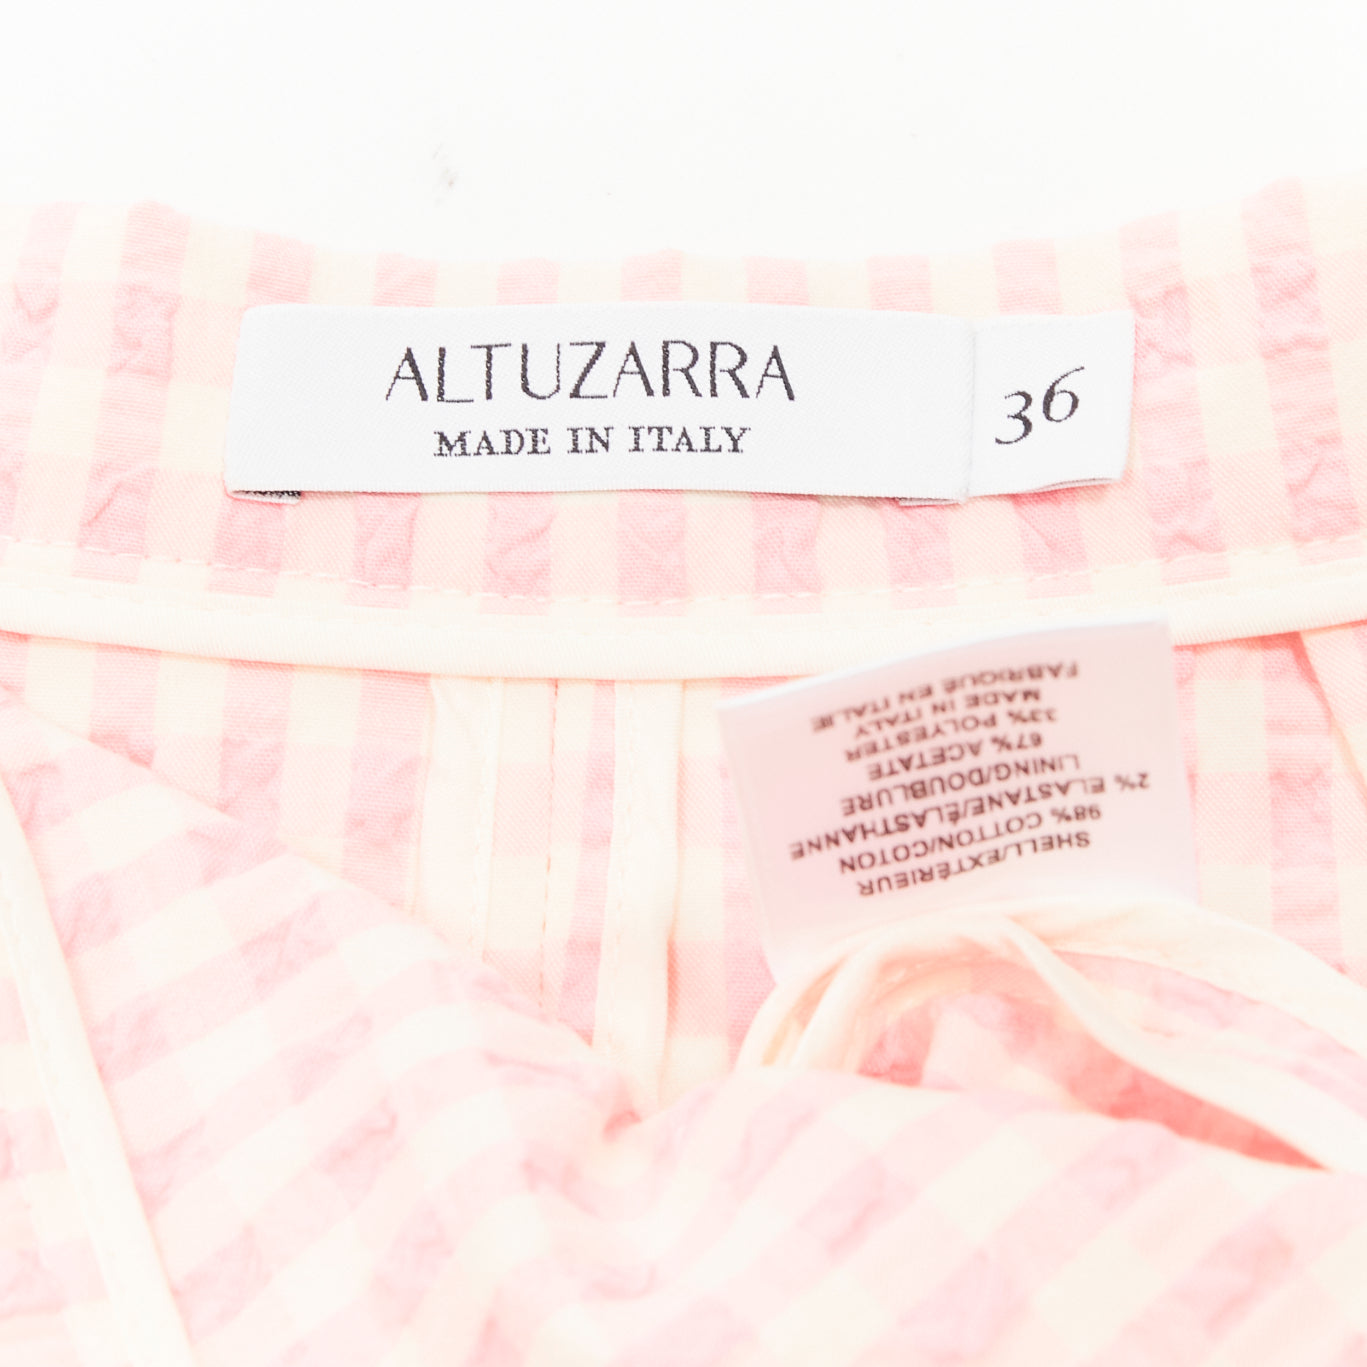 ALTUZARRA
MADE IN ITALY
36
SHELL/EXTÉRIEUR
98% COTTON/COTON
2% ELASTANE/ÉLASTHANNE
LINING/DOUBLURE
67% ACETATE
33% POLYESTER
MADE IN ITALY
FABRIQUÉ EN ITALIE